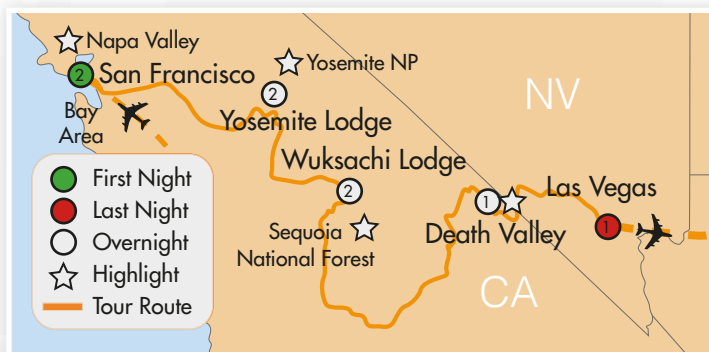 Napa Valley
2
San Francisco
Bay
Area
Yosemite NP
2
Yosemite Lodge
NV
Wuksachi Lodge
2
Sequoia
National Forest
1
Death Valley
Las Vegas
1
CA
First Night
Last Night
Overnight
Highlight
Tour Route